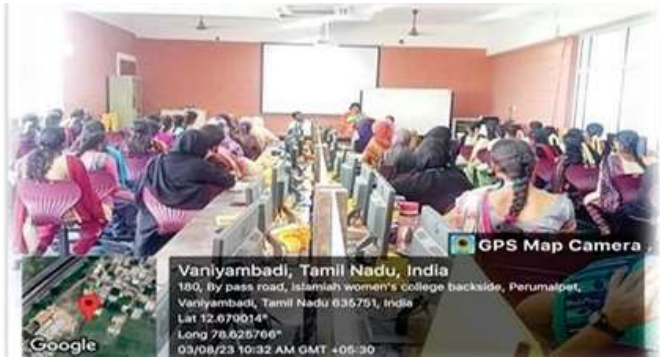 GPS Map Camera
Vaniyambadi, Tamil Nadu, India
180, By pass road, Islamiah women's college backside, Perumalpet,
Vaniyambadi, Tamil Nadu 635751, India
Lat 12.679014°
Long 78.625766°
03/08/23 10:32 AM GMT +05:30
Google